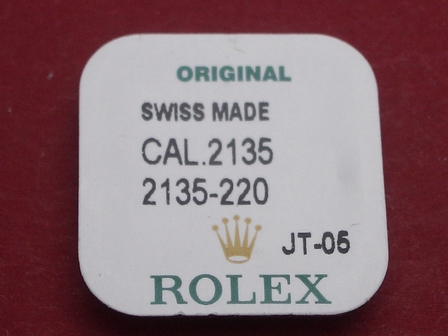 ORIGINAL
SWISS MADE
CAL.2135
2135-220
JT-05
ROLEX